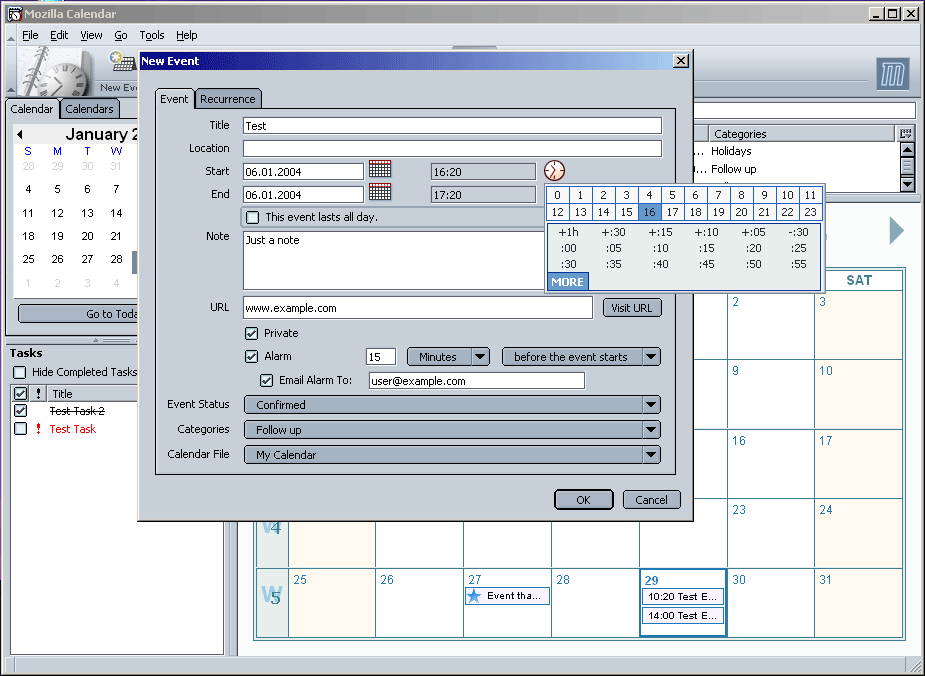 Mozilla Calendar
File Edit View Go Tools Help
New Event
Event Recurrence
Title Test
Location
Start 06.01.2004 16:20
End 06.01.2004 17:20
This event lasts all day.
Note Just a note
URL www.example.com Visit URL
Private
Alarm 15 Minutes before the event starts
Email Alarm To: user@example.com
Event Status Confirmed
Categories Follow up
Calendar File My Calendar
OK Cancel
0 1 2 3 4 5 6 7 8 9 10 11
12 13 14 15 16 17 18 19 20 21 22 23
+1h +:30 +:15 +:10 +:05 -:30
:00 :05 :10 :15 :20 :25
:30 :35 :40 :45 :50 :55
MORE
New Ev
Calendar Calendars
January 2
S M T W
28 29 30 31
4 5 6 7
11 12 13 14
18 19 20 21
25 26 27 28
1 2 3 4
Go to Toda
Tasks
Hide Completed Tasks
! Title
Test Task 2
! Test Task
Categories
... Holidays
... Follow up
SAT
2 3
9 10
16 17
W4 23 24
W5 25 26 27 28 29 30 31
Event tha...
10:20 Test E...
14:00 Test E...